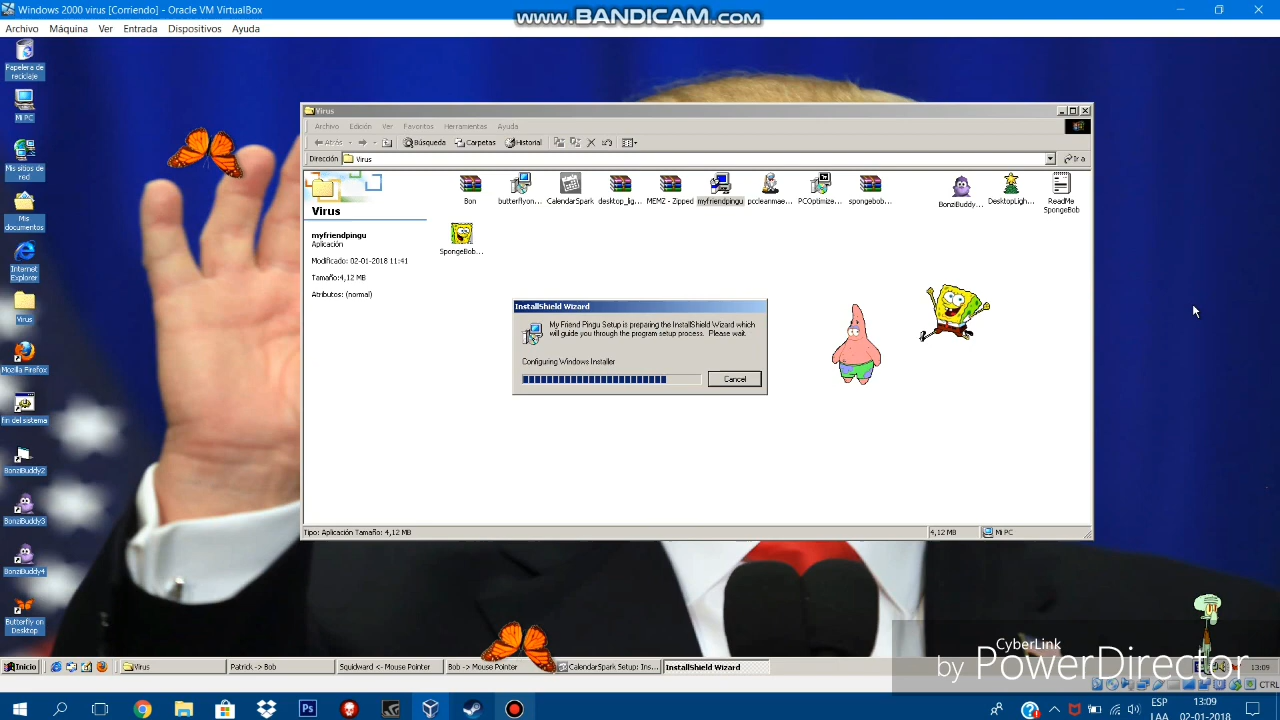 www.BANDICAM.com
Windows 2000 virus [Corriendo] - Oracle VM VirtualBox
Archivo Máquina Ver Entrada Dispositivos Ayuda
Papelera de
reciclaje
Mi PC
Mis sitios de
red
Mis
documentos
Internet
Explorer
Virus
Mozilla Firefox
fin del sistema
BonziBuddy2
BonziBuddy3
BonziBuddy4
Butterfly on
Desktop
Virus
Archivo Edición Ver Favoritos Herramientas Ayuda
Atrás Búsqueda Carpetas Historial
Dirección Virus Ir a
Virus
myfriendpingu
Aplicación
Modificado: 02-01-2018 11:41
Tamaño:4,12 MB
Atributos: (normal)
Bon butterflyon... CalendarSpark desktop_lig... MEMZ - Zipped myfriendpingu pccleanmae... PCOptimize... spongebob... BonziBuddy... DesktopLigh... ReadMe
SpongeBob
SpongeBob...
InstallShield Wizard
My Friend Pingu Setup is preparing the InstallShield Wizard which
will guide you through the program setup process. Please wait.
Configuring Windows Installer
Cancel
Tipo: Aplicación Tamaño: 4,12 MB 4,12 MB Mi PC
Inicio Virus Patrick -> Bob Squidward <- Mouse Pointer Bob -> Mouse Pointer CalendarSpark Setup: Ins... InstallShield Wizard 13:09
CyberLink
by PowerDirector
CTRL
ESP
LAA
13:09
02-01-2018